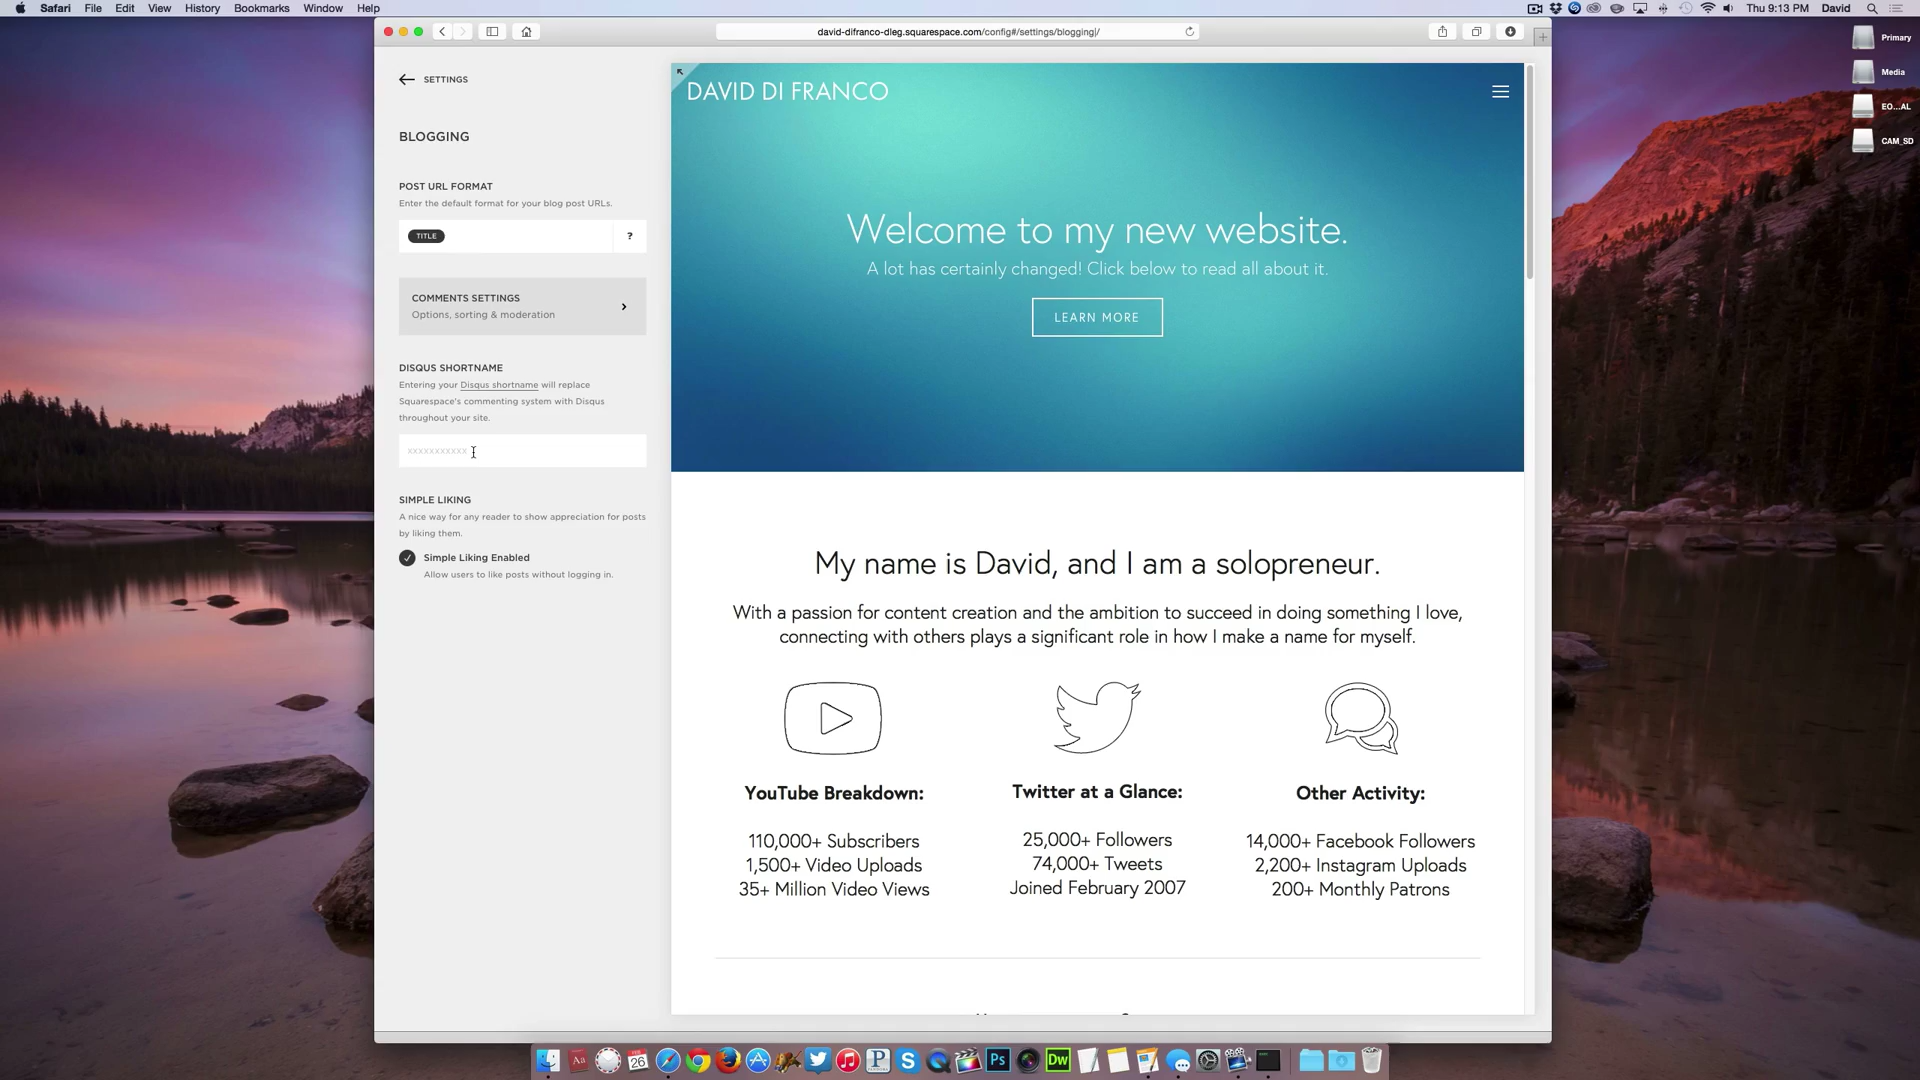 Safari File Edit View History Bookmarks Window Help
Thu 9:13 PM David
Primary
Media
EO...AL
CAM_SD
david-difranco-dleg.squarespace.com/config#/settings/blogging|/
SETTINGS
BLOGGING
POST URL FORMAT
Enter the default format for your blog post URLs.
TITLE
?
COMMENTS SETTINGS
Options, sorting & moderation
DISQUS SHORTNAME
Entering your Disqus shortname will replace
Squarespace's commenting system with Disqus
throughout your site.
xxxxxxxxxxx
SIMPLE LIKING
A nice way for any reader to show appreciation for posts
by liking them.
Simple Liking Enabled
Allow users to like posts without logging in.
DAVID DI FRANCO
Welcome to my new website.
A lot has certainly changed! Click below to read all about it.
LEARN MORE
My name is David, and I am a solopreneur.
With a passion for content creation and the ambition to succeed in doing something I love,
connecting with others plays a significant role in how I make a name for myself.
YouTube Breakdown:
110,000+ Subscribers
1,500+ Video Uploads
35+ Million Video Views
Twitter at a Glance:
25,000+ Followers
74,000+ Tweets
Joined February 2007
Other Activity:
14,000+ Facebook Followers
2,200+ Instagram Uploads
200+ Monthly Patrons
Aa
26
P
S
Ps
Dw